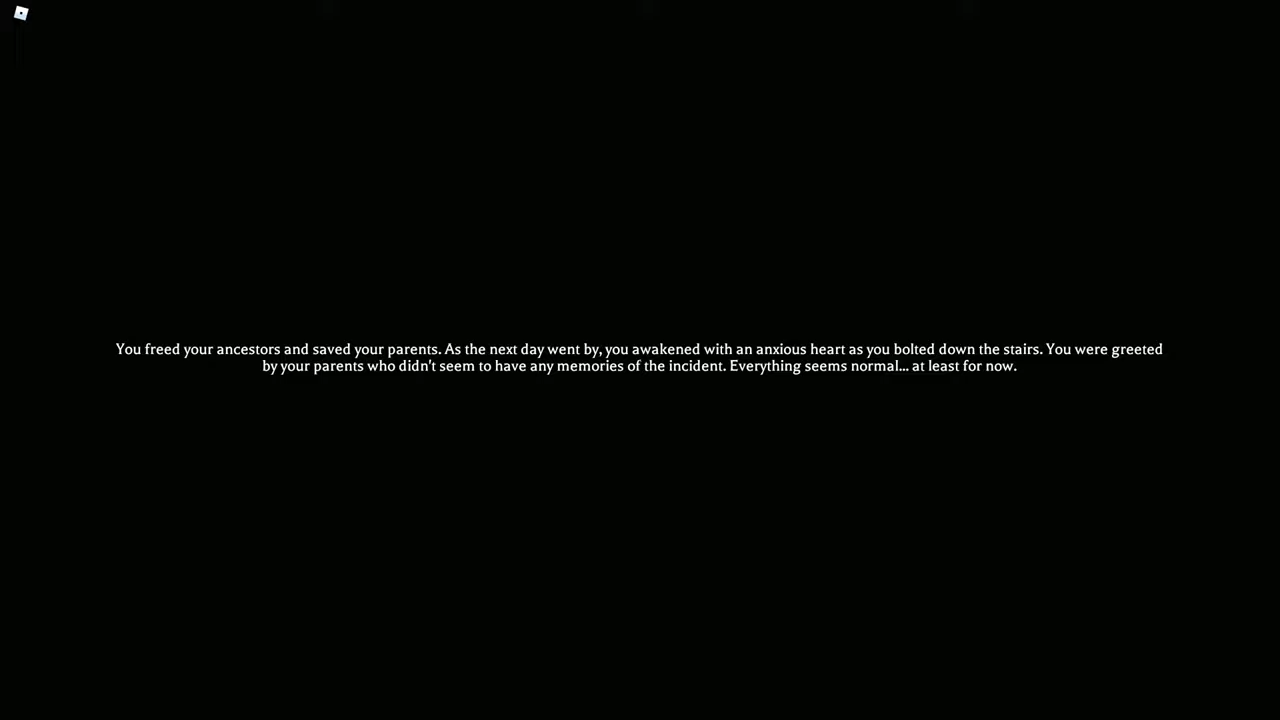 You freed your ancestors and saved your parents. As the next day went by, you awakened with an anxious heart as you bolted down the stairs. You were greeted
by your parents who didn't seem to have any memories of the incident. Everything seems normal... at least for now.